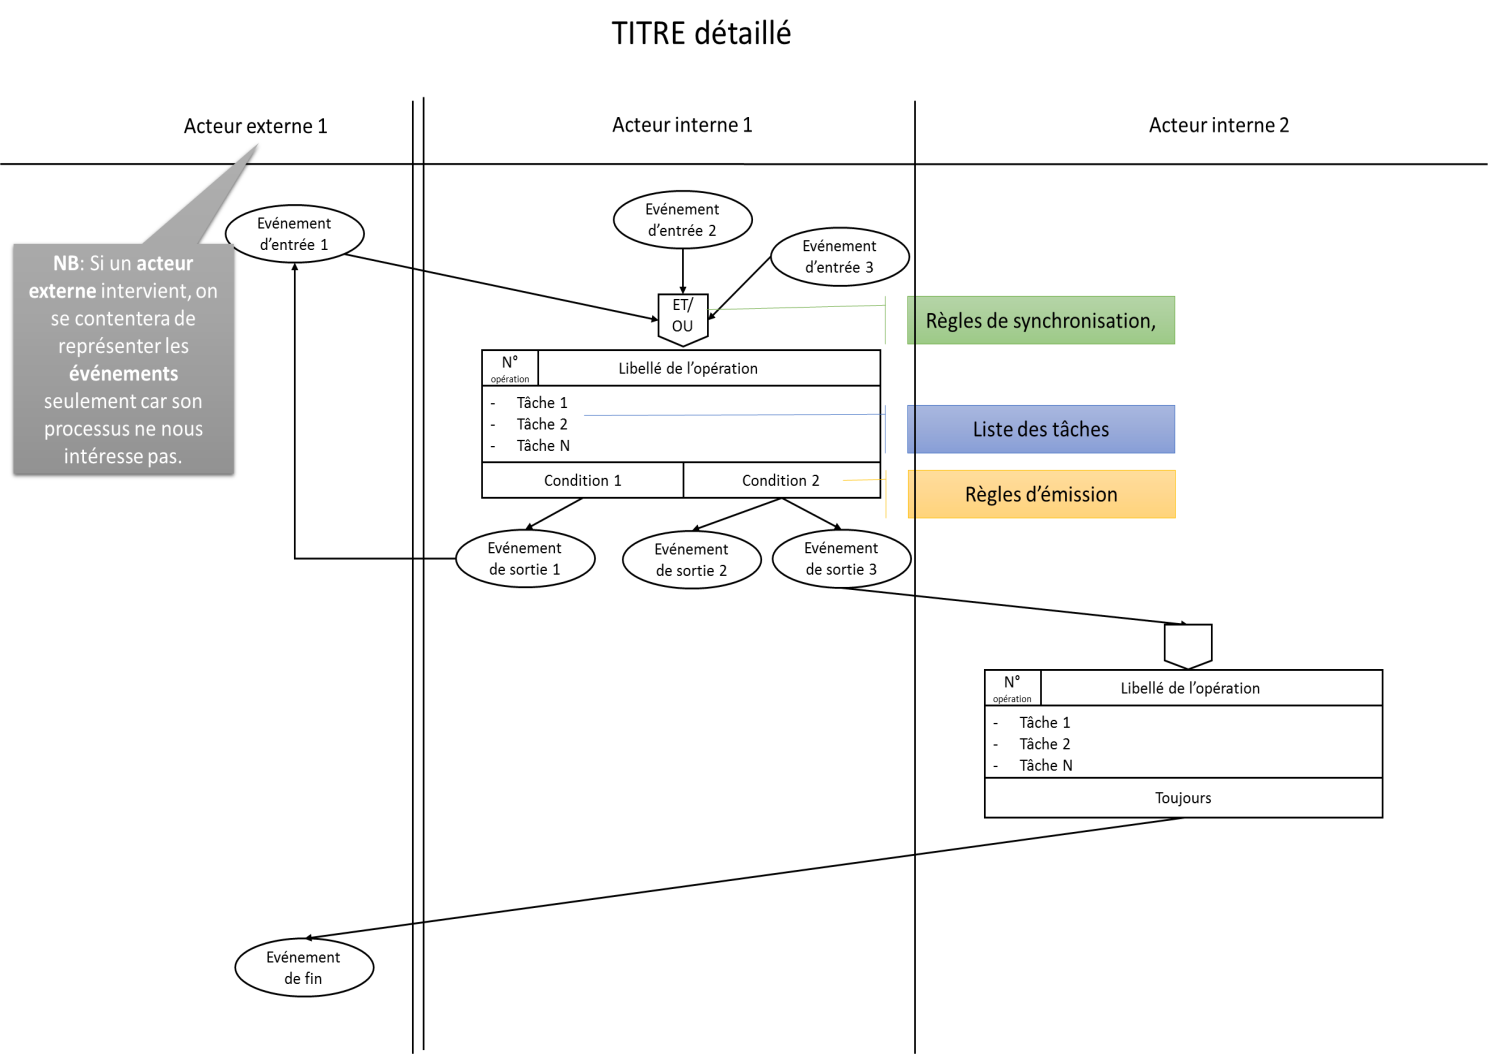 TITRE détaillé
Acteur externe 1
Acteur interne 1
Acteur interne 2
Evénement
d'entrée 1
Evénement
d'entrée 2
Evénement
d'entrée 3
NB: Si un acteur
externe intervient, on
se contentera de
représenter les
événements
seulement car son
processus ne nous
intéresse pas.
ET/
OU
Règles de synchronisation,
N°
opération
Libellé de l'opération
- Tâche 1
- Tâche 2
- Tâche N
Liste des tâches
Condition 1
Condition 2
Règles d'émission
Evénement
de sortie 1
Evénement
de sortie 2
Evénement
de sortie 3
N°
opération
Libellé de l'opération
- Tâche 1
- Tâche 2
- Tâche N
Toujours
Evénement
de fin